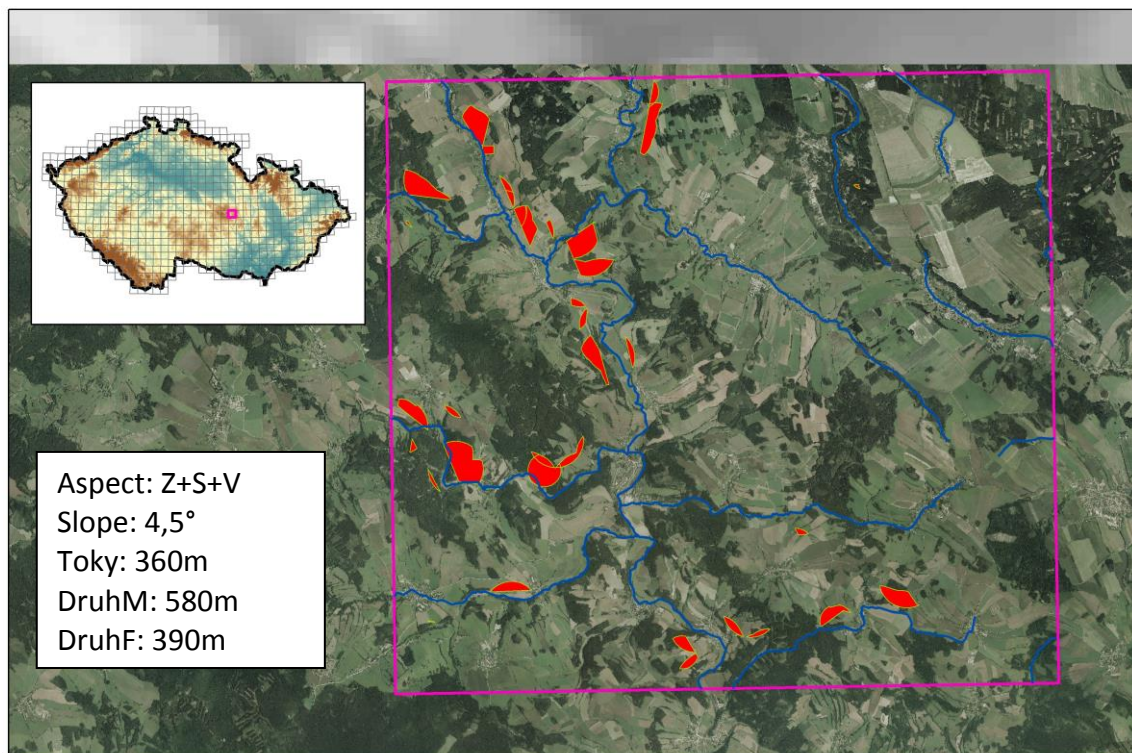 Aspect: Z+S+V
Slope: 4,5°
Toky: 360m
DruhM: 580m
DruhF: 390m